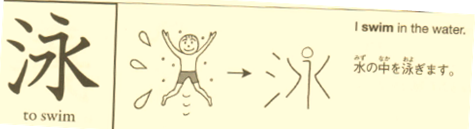 泳
to swim
I swim in the water.
みず なか およ
水の中を泳ぎます。